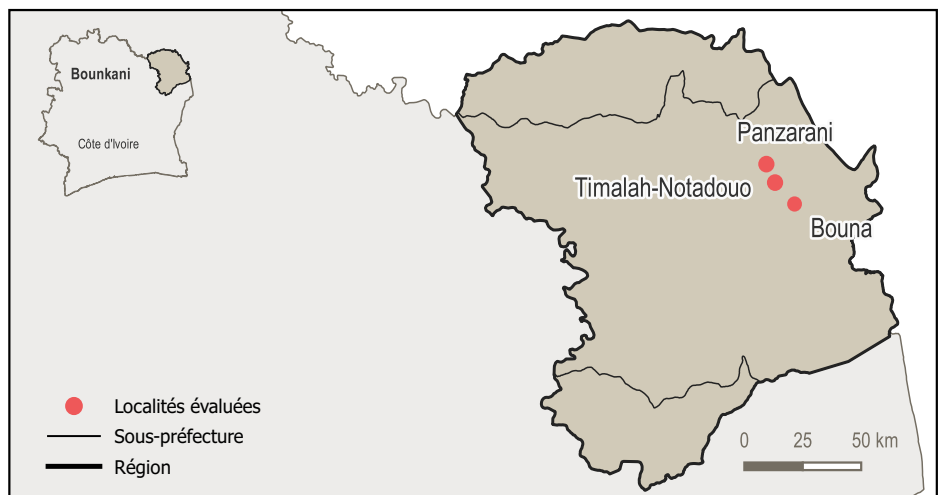 Bounkani
Côte d'Ivoire
Panzarani
Timalah-Notadouo
Bouna
Localités évaluées
Sous-préfecture
Région
0 25 50 km